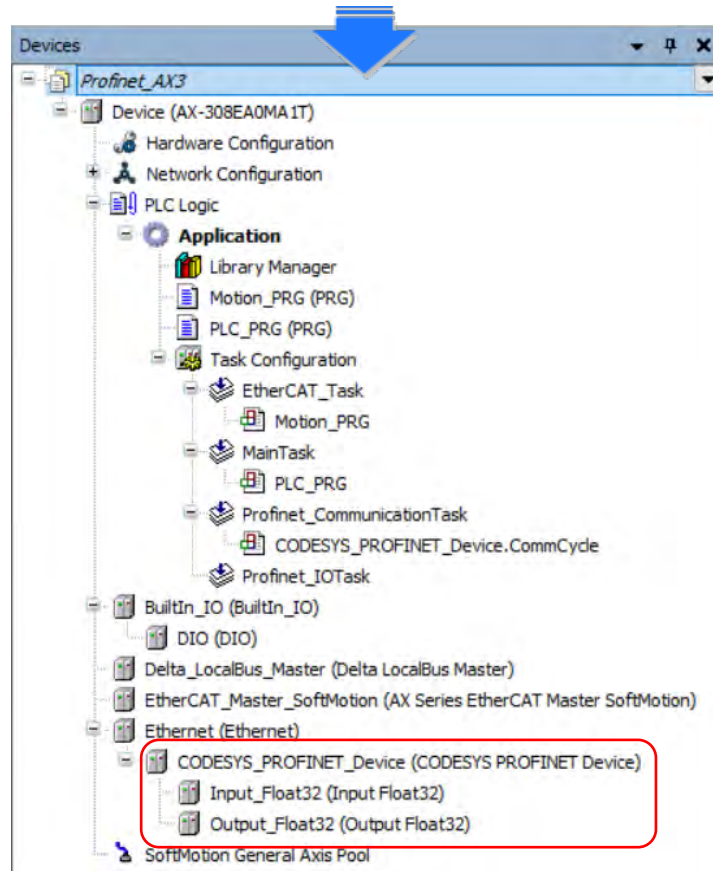 Devices
Profinet_AX3
Device (AX-308EA0MA1T)
Hardware Configuration
Network Configuration
PLC Logic
Application
Library Manager
Motion_PRG (PRG)
PLC_PRG (PRG)
Task Configuration
EtherCAT_Task
Motion_PRG
MainTask
PLC_PRG
Profinet_CommunicationTask
CODESYS_PROFINET_Device.CommCycle
Profinet_IOTask
BuiltIn_IO (BuiltIn_IO)
DIO (DIO)
Delta_LocalBus_Master (Delta LocalBus Master)
EtherCAT_Master_SoftMotion (AX Series EtherCAT Master SoftMotion)
Ethernet (Ethernet)
CODESYS_PROFINET_Device (CODESYS PROFINET Device)
Input_Float32 (Input Float32)
Output_Float32 (Output Float32)
SoftMotion General Axis Pool